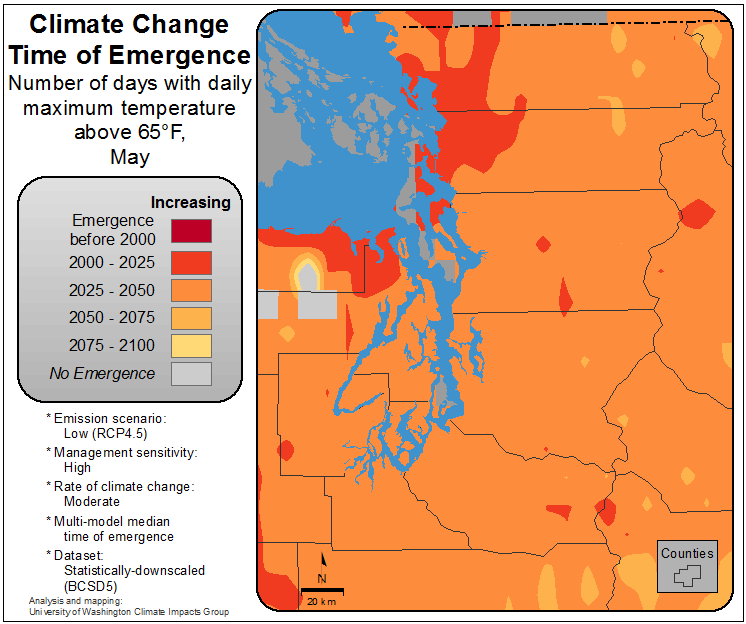 Climate Change
Time of Emergence
Number of days with daily
maximum temperature
above 65°F,
May
Increasing
Emergence
before 2000
2000 - 2025
2025 - 2050
2050 - 2075
2075 - 2100
No Emergence
* Emission scenario:
Low (RCP4.5)
* Management sensitivity:
High
* Rate of climate change:
Moderate
* Multi-model median
time of emergence
* Dataset:
Statistically-downscaled
(BCSD5)
Analysis and mapping:
University of Washington Climate Impacts Group
N
20 km
Counties